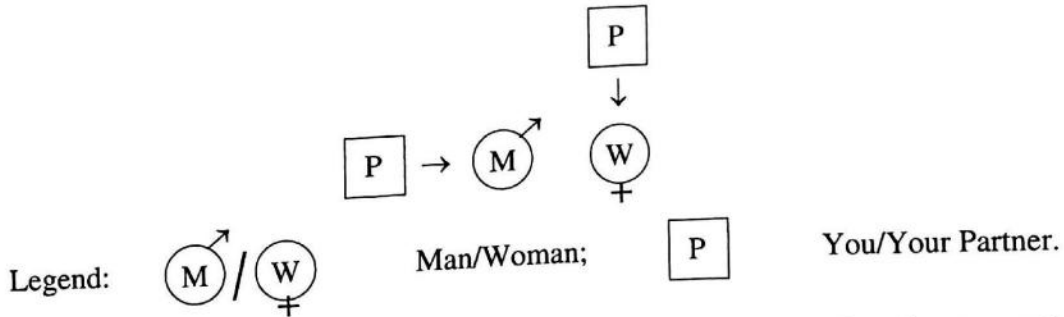 P
P → M W
Legend: M / W Man/Woman; P You/Your Partner.